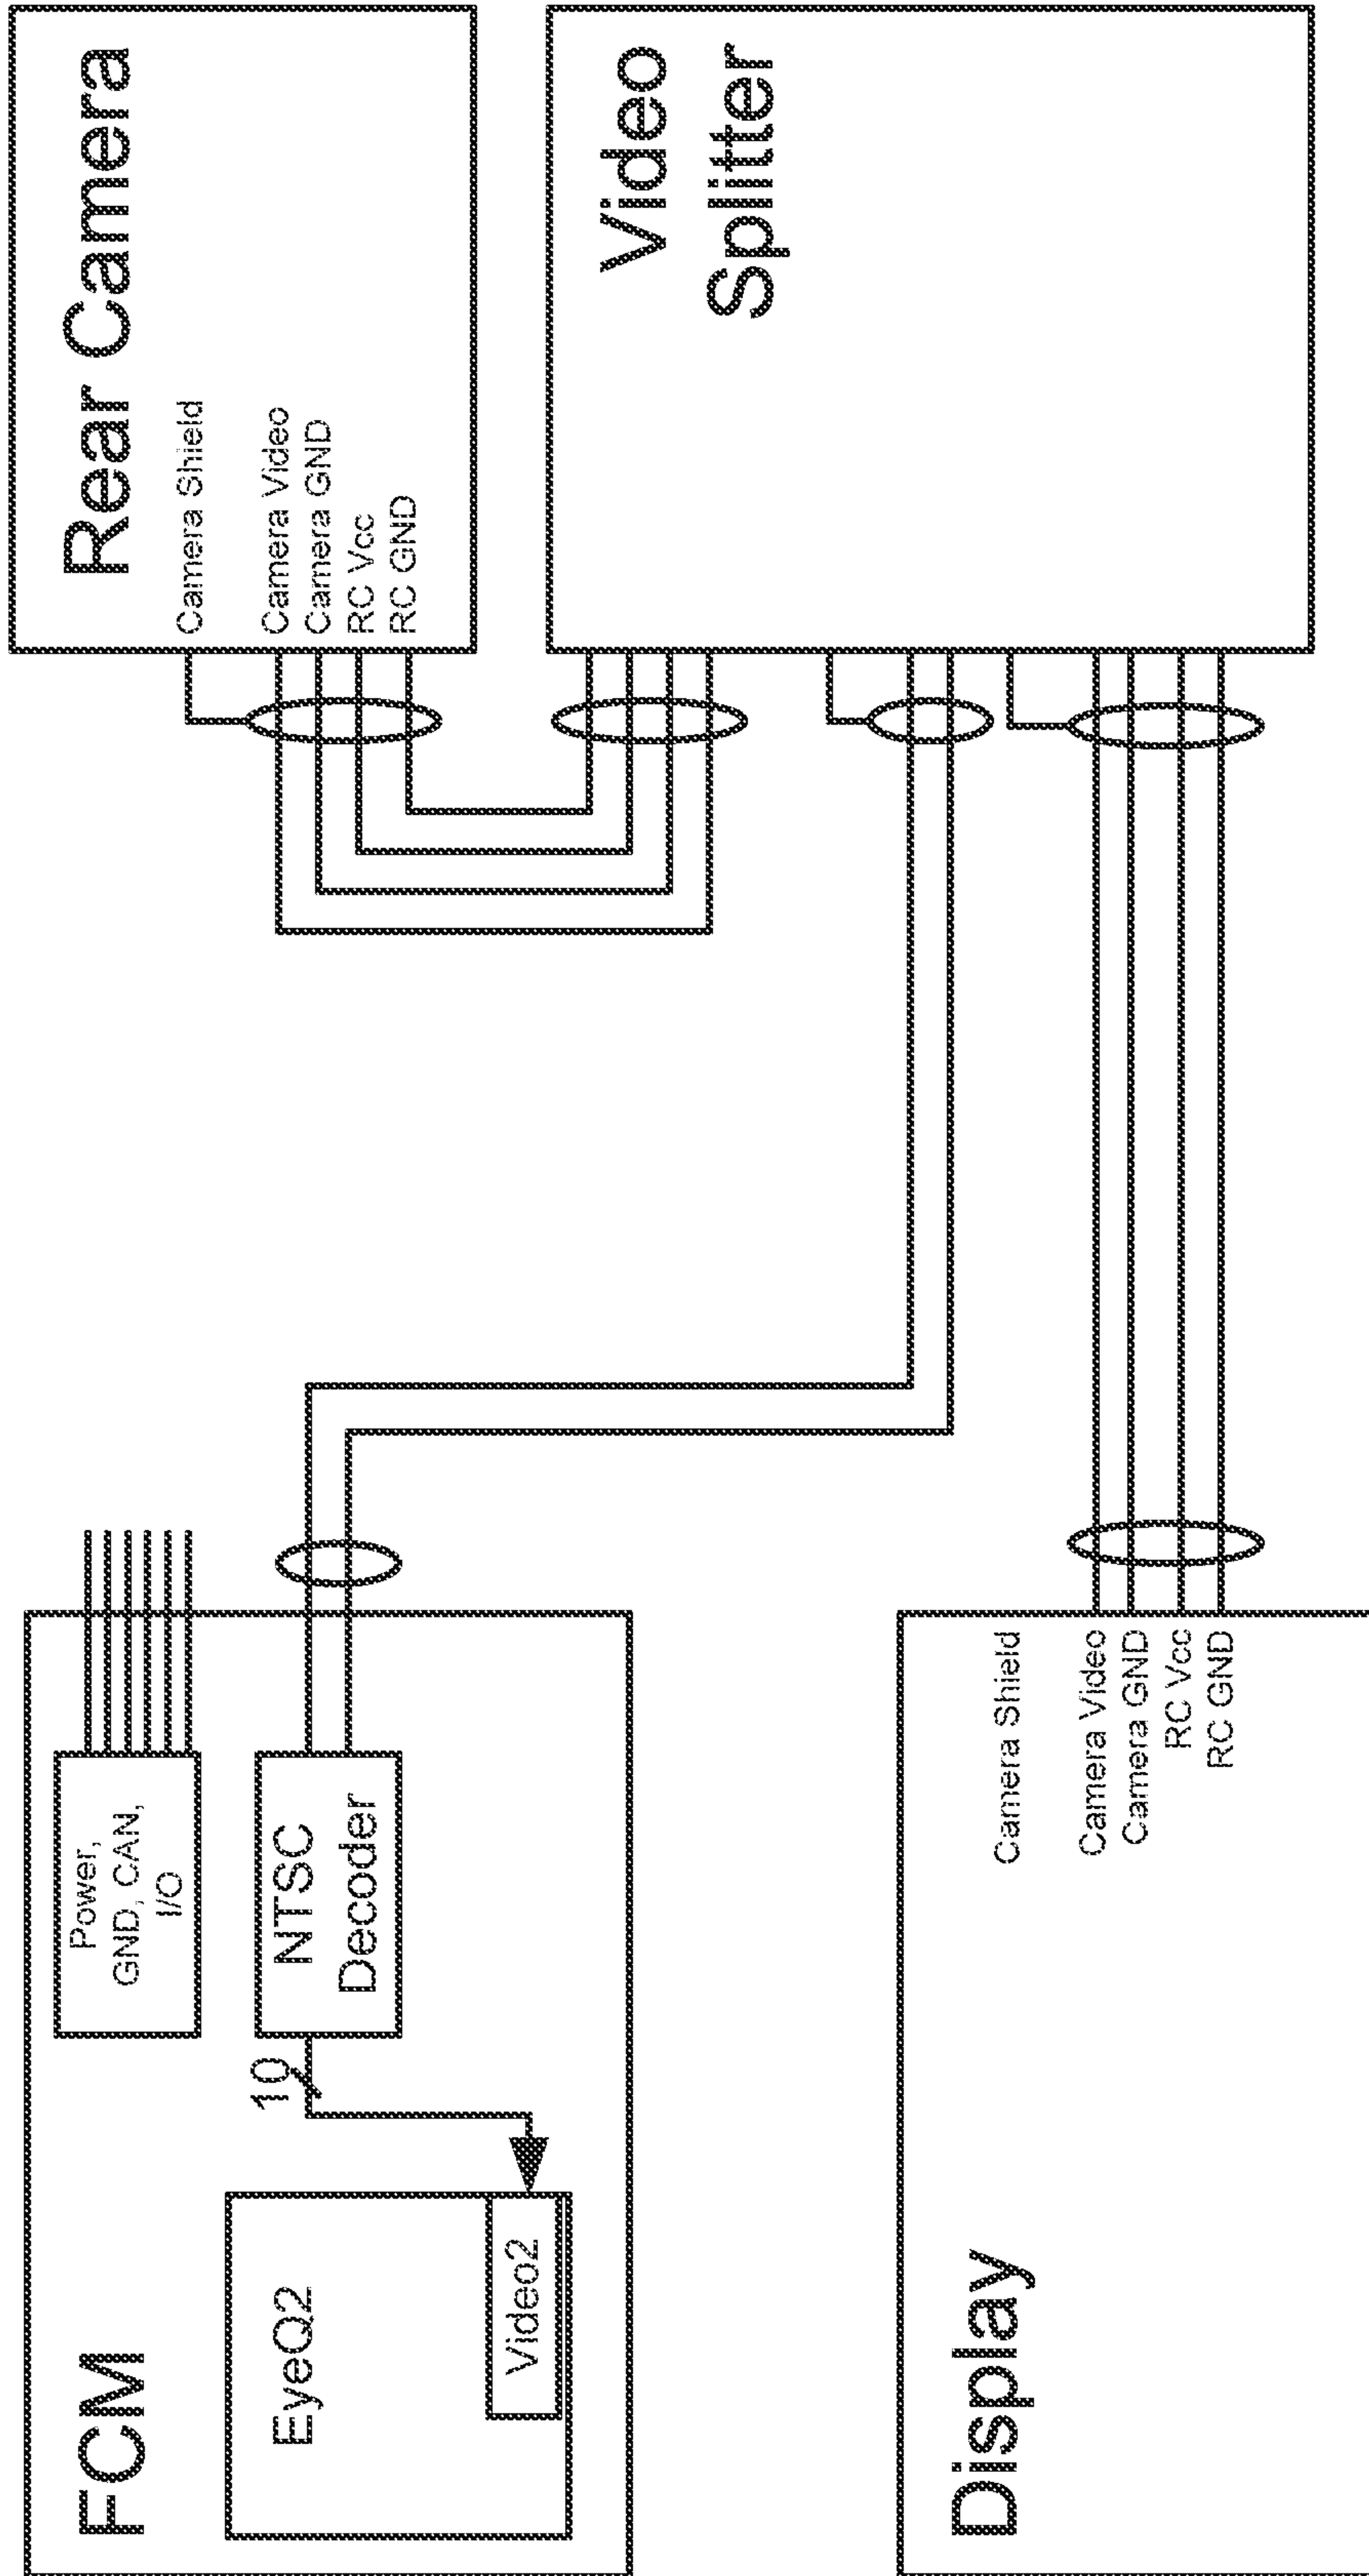 FCM
EyeQ2
Video2
10
NTSC
Decoder
Power,
GND, CAN,
I/O
Rear Camera
Camera Shield
Camera Video
Camera GND
RC Vcc
RC GND
Display
Camera Shield
Camera Video
Camera GND
RC Vcc
RC GND
Video
Splitter